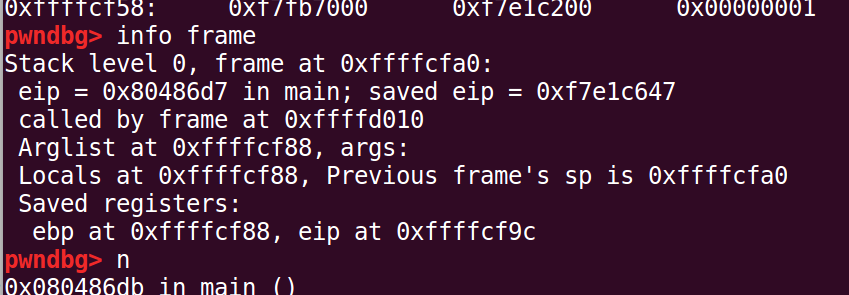 0xffffcf58: 0xf7fb7000 0xf7e1c200 0x00000001
pwndbg> info frame
Stack level 0, frame at 0xffffcfa0:
eip = 0x80486d7 in main; saved eip = 0xf7e1c647
called by frame at 0xffffd010
Arglist at 0xffffcf88, args:
Locals at 0xffffcf88, Previous frame's sp is 0xffffcfa0
Saved registers:
ebp at 0xffffcf88, eip at 0xffffcf9c
pwndbg> n
0x080486db in main ()